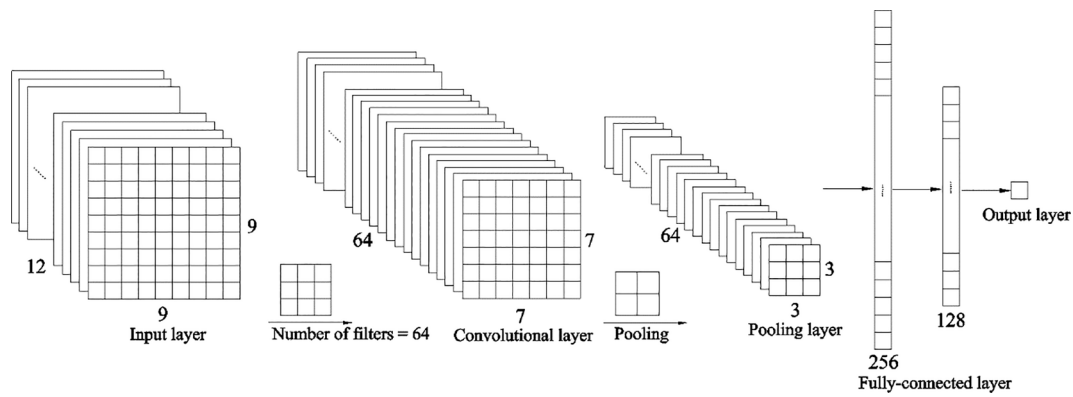 12
9
9
Input layer
Number of filters = 64
64
7
7
Convolutional layer
Pooling
64
3
3
Pooling layer
256
Fully-connected layer
128
Output layer